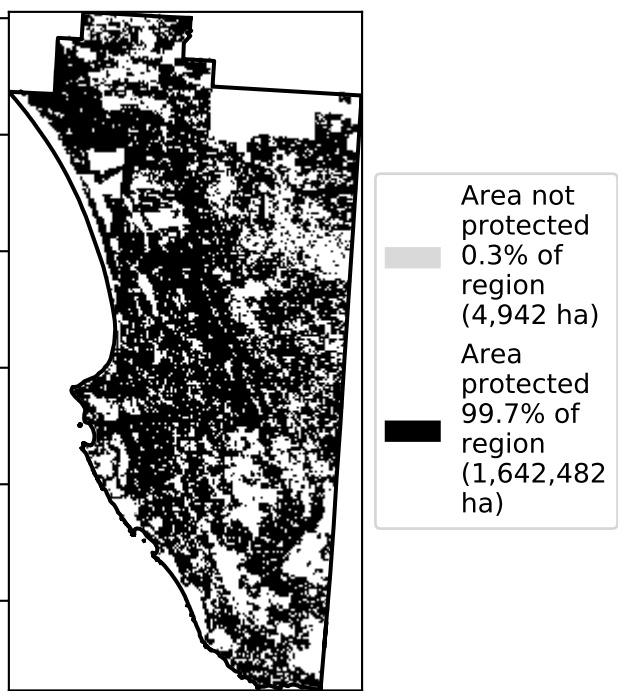 Area not
protected
0.3% of
region
(4,942 ha)
Area
protected
99.7% of
region
(1,642,482
ha)